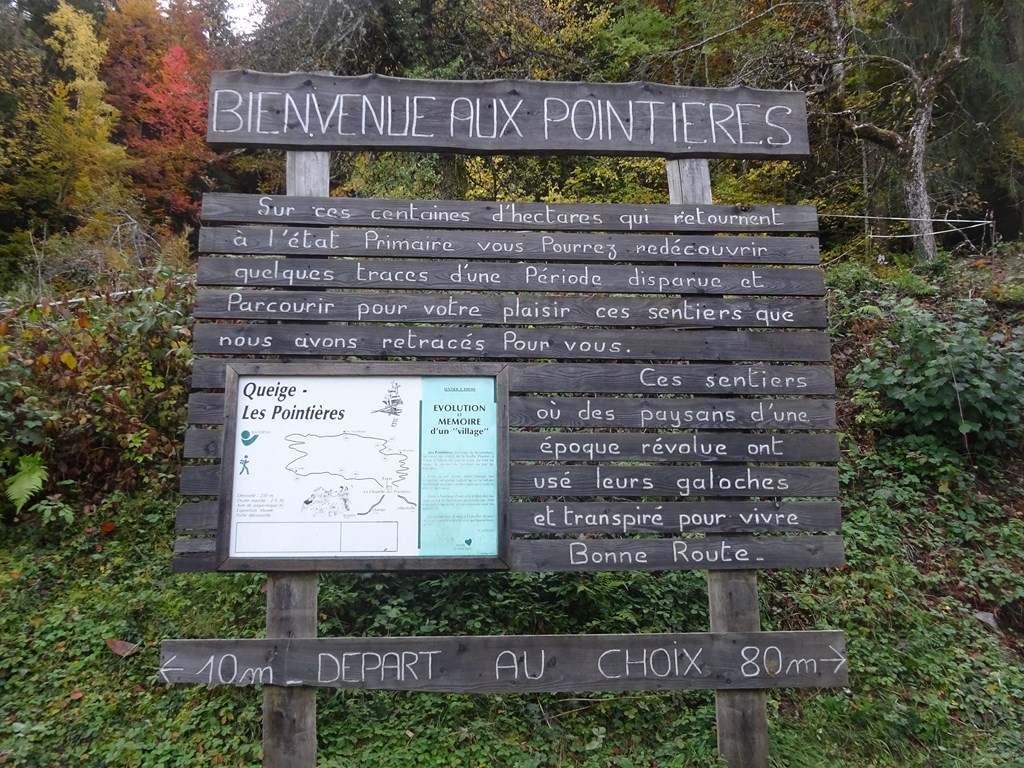 BIENVENUE AUX POINTIERES
Sur ces centaines d'hectares qui retournent
à l'état Primaire vous Pourrez redécouvrir
quelques traces d'une Période disparue et
Parcourir pour votre plaisir ces sentiers que
nous avons retracés Pour vous.
Ces sentiers
où des paysans d'une
époque révolue ont
usé leurs galoches
et transpiré pour vivre
Bonne Route_
Queige -
Les Pointières
EVOLUTION
ET
MEMOIRE
d'un "village"
← 10m_ DEPART AU CHOIX 80m →